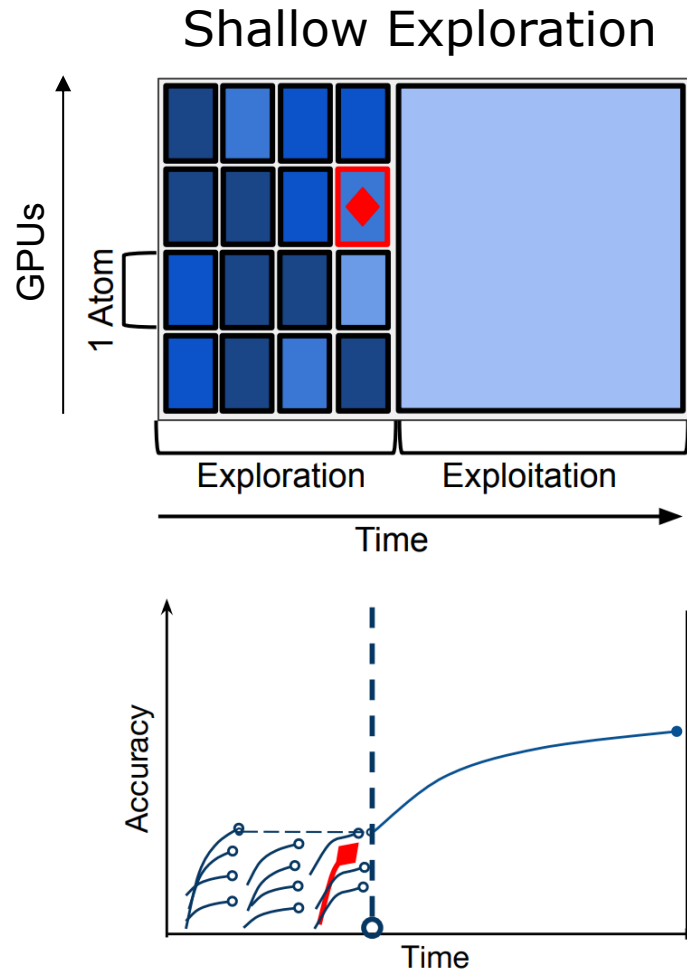 Shallow Exploration
GPUs
1 Atom
Exploration
Exploitation
Time
Accuracy
Time